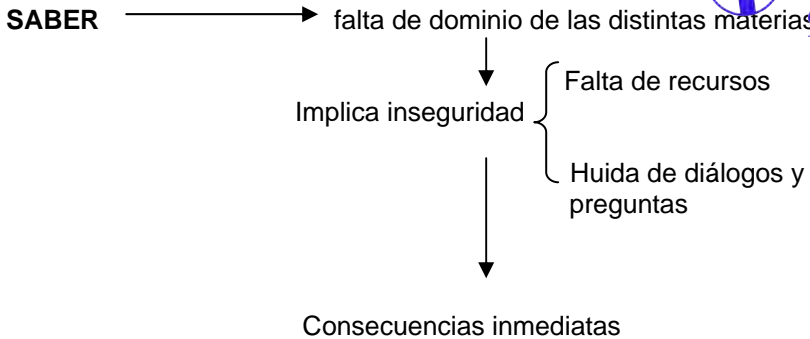 SABER falta de dominio de las distintas materias
Falta de recursos
Implica inseguridad
Huida de diálogos y
preguntas
Consecuencias inmediatas